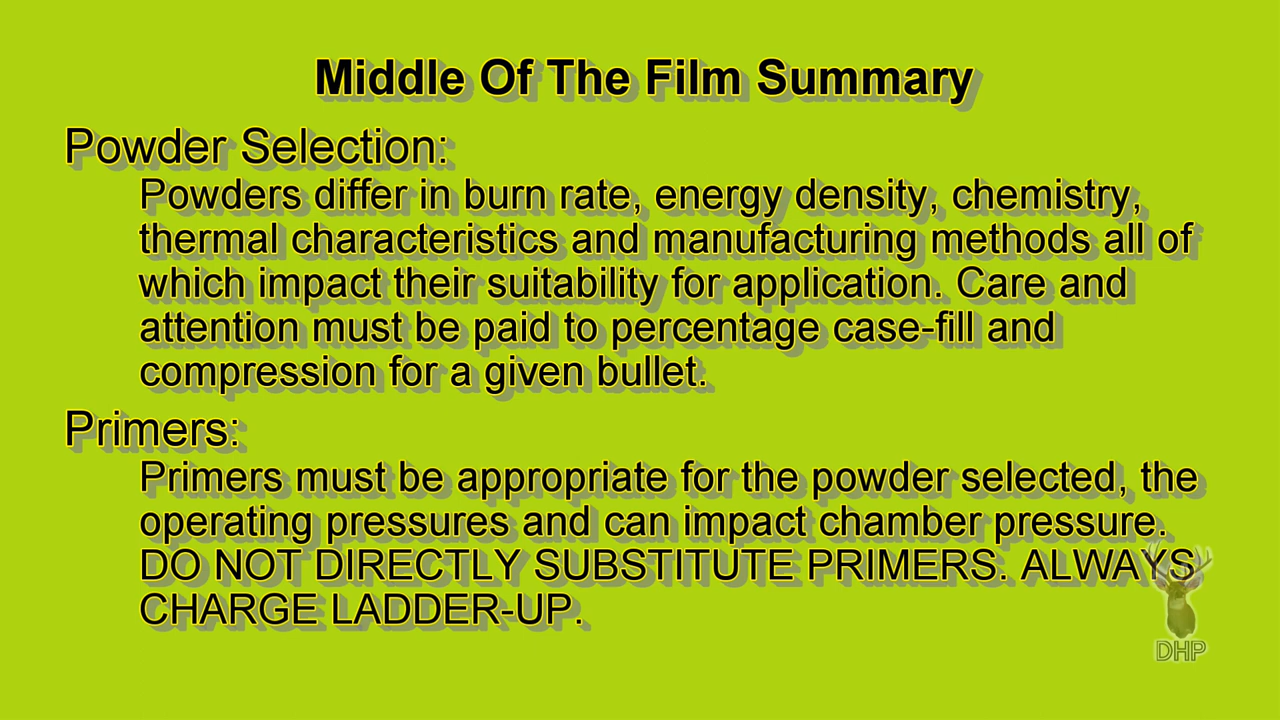 Middle Of The Film Summary
Powder Selection:
Powders differ in burn rate, energy density, chemistry,
thermal characteristics and manufacturing methods all of
which impact their suitability for application. Care and
attention must be paid to percentage case-fill and
compression for a given bullet.
Primers:
Primers must be appropriate for the powder selected, the
operating pressures and can impact chamber pressure.
DO NOT DIRECTLY SUBSTITUTE PRIMERS. ALWAYS
CHARGE LADDER-UP.
DHP